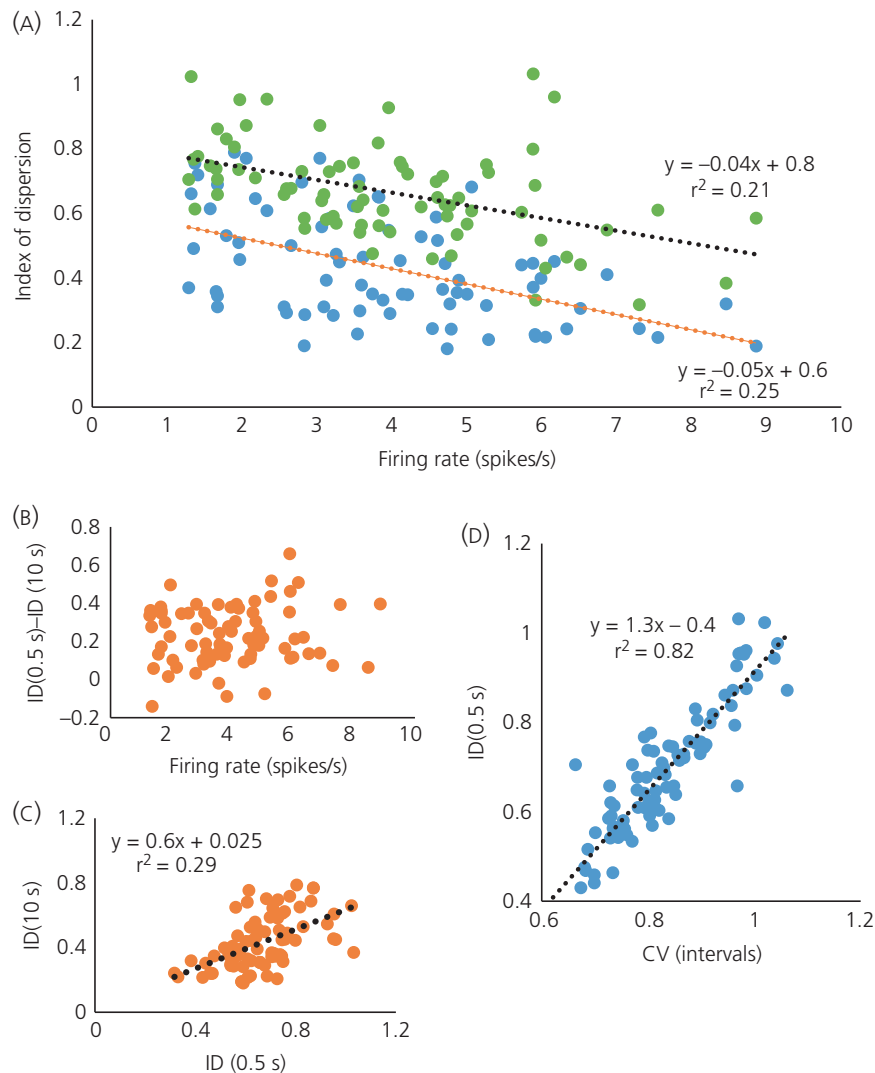 (A)
1.2
1
0.8
0.6
0.4
0.2
0
Index of dispersion
y = –0.04x + 0.8
r² = 0.21
y = –0.05x + 0.6
r² = 0.25
0 1 2 3 4 5 6 7 8 9 10
Firing rate (spikes/s)
(B)
0.8
0.6
0.4
0.2
0
–0.2
ID(0.5 s)–ID (10 s)
0 2 4 6 8 10
Firing rate (spikes/s)
(C)
1.2
0.8
0.4
0
ID(10 s)
y = 0.6x + 0.025
r² = 0.29
0 0.4 0.8 1.2
ID (0.5 s)
(D)
1.2
1
0.8
0.6
0.4
ID(0.5 s)
y = 1.3x – 0.4
r² = 0.82
0.6 0.8 1 1.2
CV (intervals)